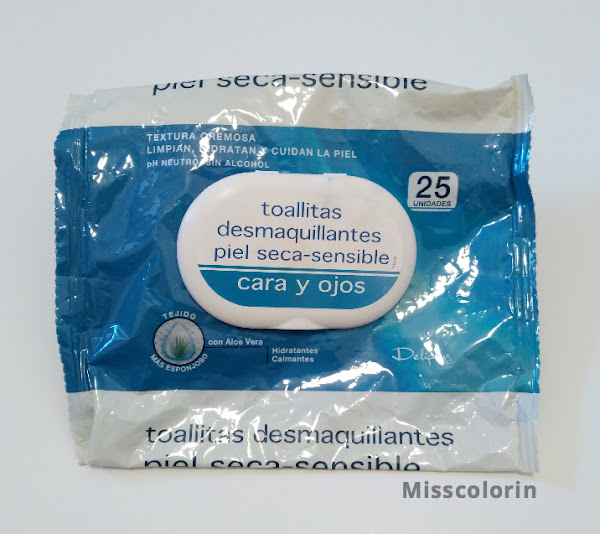 piel seca-sensible
TEXTURA CREMOSA
LIMPIAN, HIDRATAN Y CUIDAN LA PIEL
pH NEUTRO SIN ALCOHOL
25
UNIDADES
toallitas
desmaquillantes
piel seca-sensible
cara y ojos
TEJIDO
MÁS ESPONJOSO
con Aloe Vera
Hidratantes
Calmantes
toallitas desmaquillantes
piel seca-sensible
Misscolorin